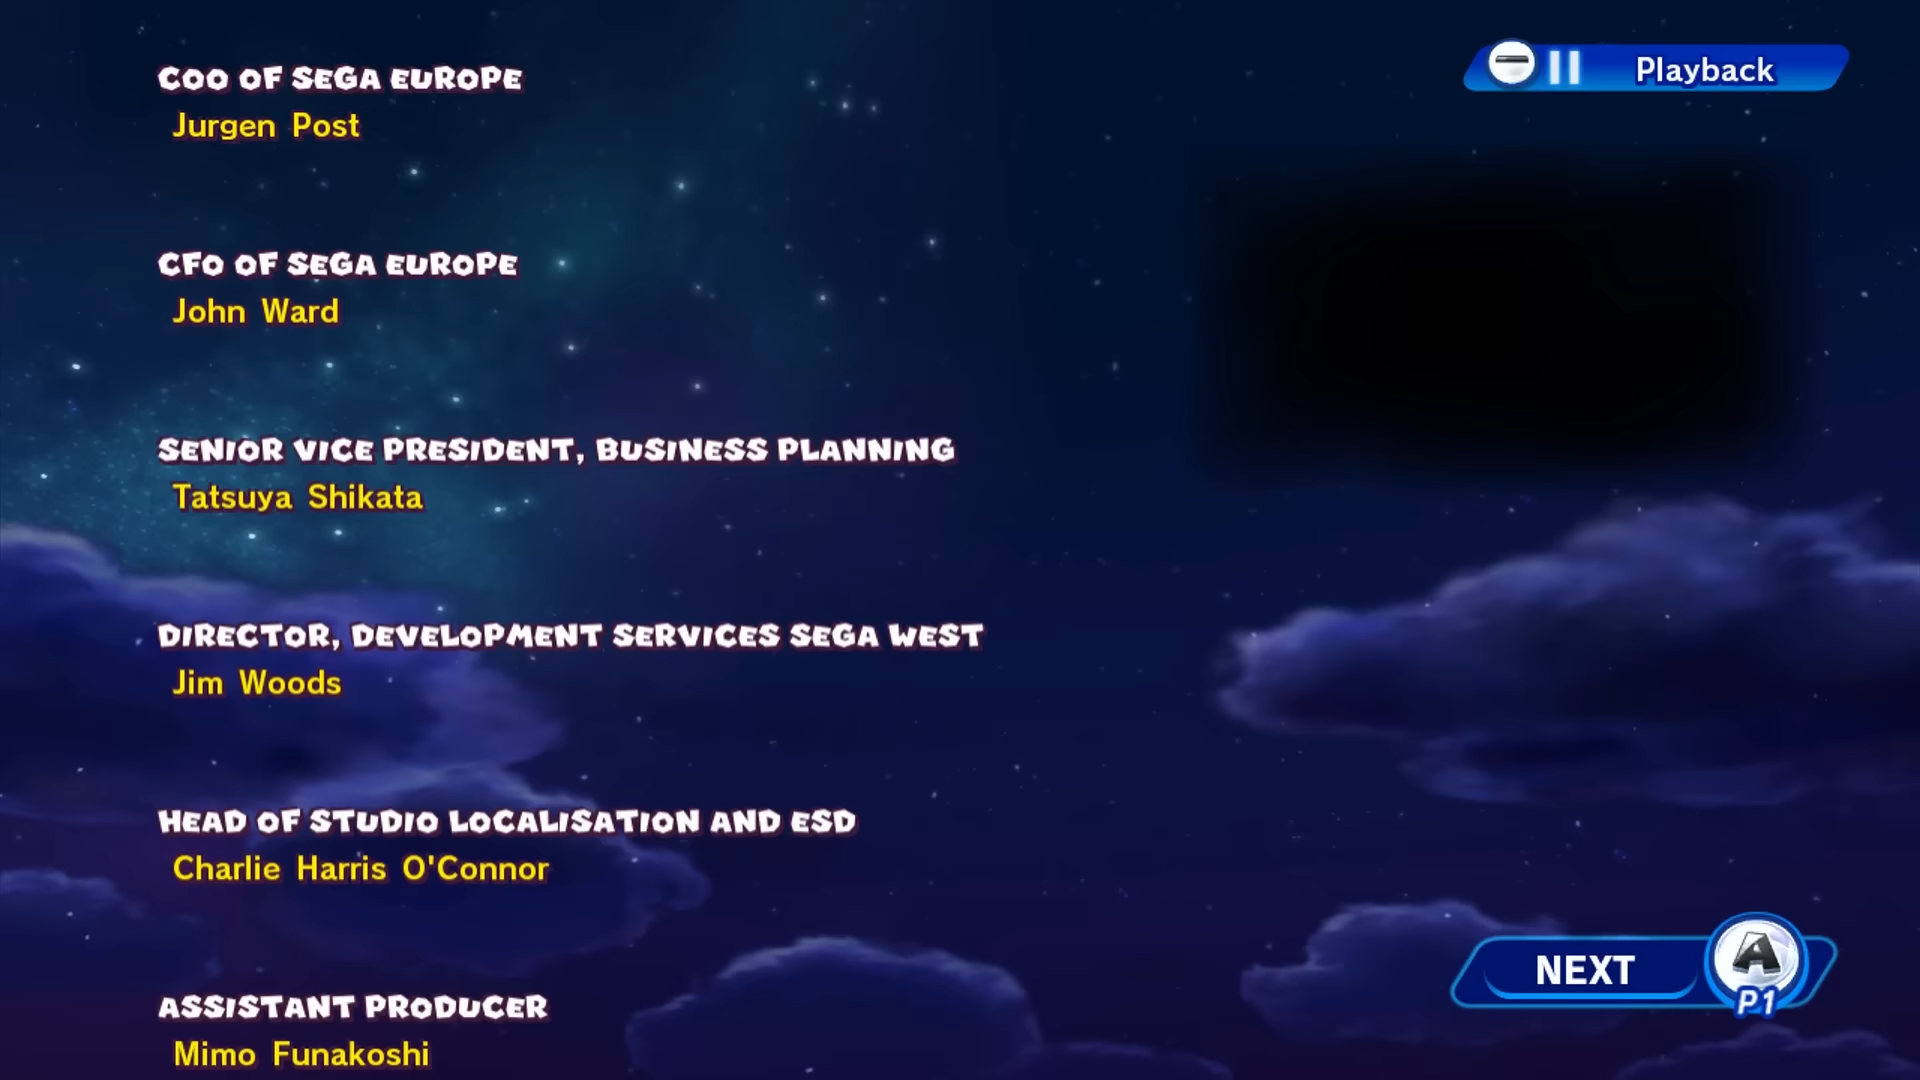 COO OF SEGA EUROPE
Jurgen Post
Playback
CFO OF SEGA EUROPE
John Ward
SENIOR VICE PRESIDENT, BUSINESS PLANNING
Tatsuya Shikata
DIRECTOR, DEVELOPMENT SERVICES SEGA WEST
Jim Woods
HEAD OF STUDIO LOCALISATION AND ESD
Charlie Harris O'Connor
NEXT
A
P1
ASSISTANT PRODUCER
Mimo Funakoshi